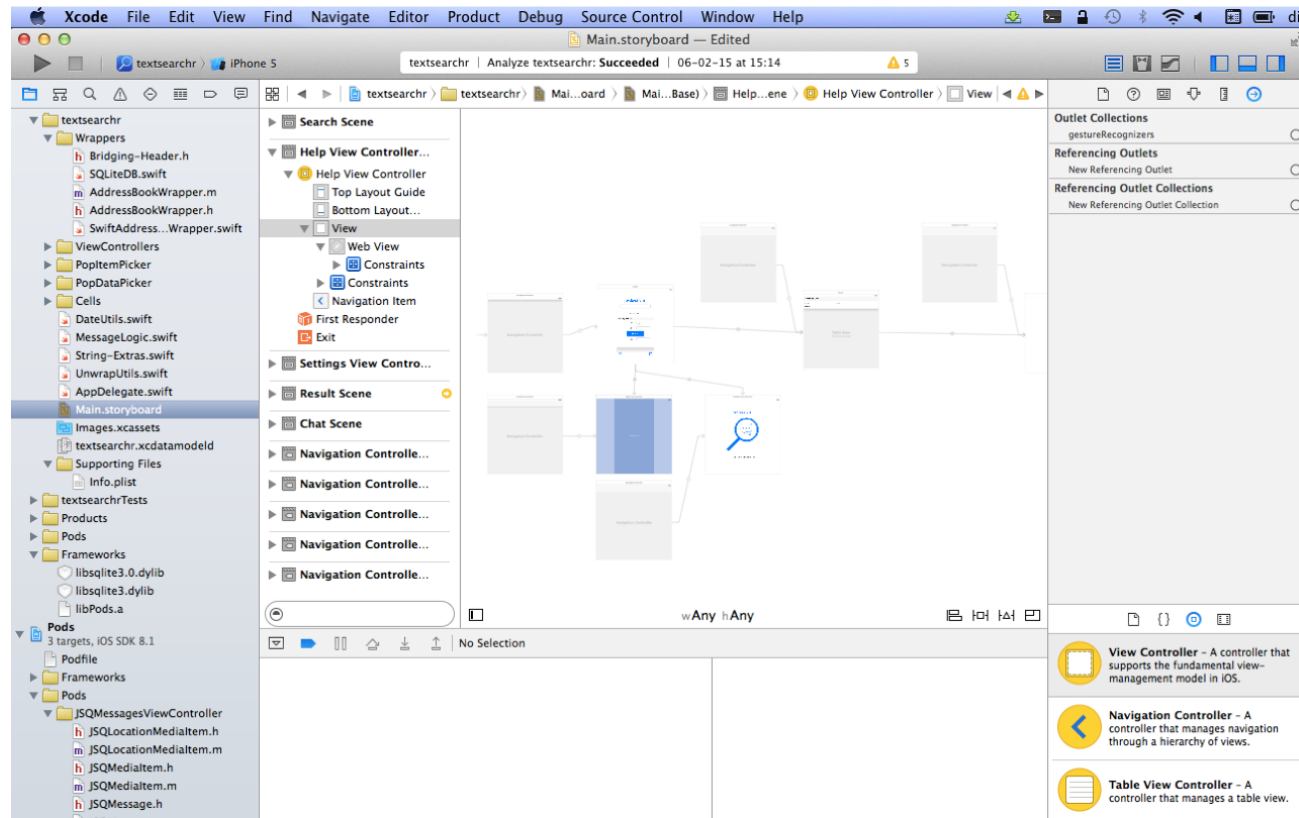 Xcode File Edit View Find Navigate Editor Product Debug Source Control Window Help
Main.storyboard — Edited
textsearchr iPhone 5
textsearchr | Analyze textsearchr: Succeeded | 06-02-15 at 15:14
5
textsearchr textsearchr Mai...oard Mai...Base) Help...ene Help View Controller View
textsearchr
Wrappers
Bridging-Header.h
SQLiteDB.swift
AddressBookWrapper.m
AddressBookWrapper.h
SwiftAddress...Wrapper.swift
ViewControllers
PopItemPicker
PopDataPicker
Cells
DateUtils.swift
MessageLogic.swift
String-Extras.swift
UnwrapUtils.swift
AppDelegate.swift
Main.storyboard
Images.xcassets
textsearchr.xcdatamodeld
Supporting Files
Info.plist
textsearchrTests
Products
Pods
Frameworks
libsqlite3.0.dylib
libsqlite3.dylib
libPods.a
Pods
3 targets, iOS SDK 8.1
Podfile
Frameworks
Pods
JSQMessagesViewController
JSQLocationMediaItem.h
JSQLocationMediaItem.m
JSQMediaItem.h
JSQMediaItem.m
JSQMessage.h
Search Scene
Help View Controller...
Help View Controller
Top Layout Guide
Bottom Layout...
View
Web View
Constraints
Constraints
Navigation Item
First Responder
Exit
Settings View Contro...
Result Scene
Chat Scene
Navigation Controlle...
Navigation Controlle...
Navigation Controlle...
Navigation Controlle...
Navigation Controlle...
Navigation Controller
Navigation Controller
Navigation Controller
Navigation Controller
Navigation Controller
wAny hAny
No Selection
Outlet Collections
gestureRecognizers
Referencing Outlets
New Referencing Outlet
Referencing Outlet Collections
New Referencing Outlet Collection
View Controller – A controller that
supports the fundamental view–
management model in iOS.
Navigation Controller – A
controller that manages navigation
through a hierarchy of views.
Table View Controller – A
controller that manages a table view.